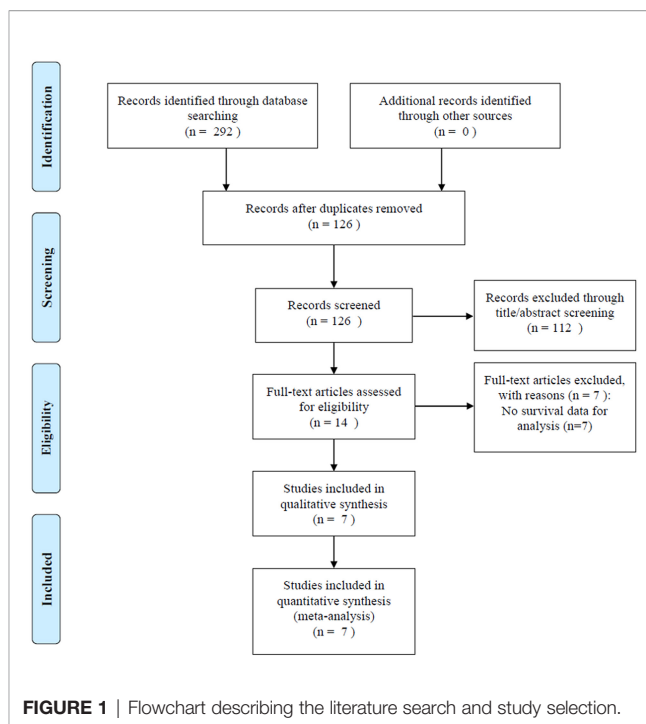 Identification
Records identified through database
searching
(n = 292 )
Additional records identified
through other sources
(n = 0 )
Records after duplicates removed
(n = 126 )
Screening
Records screened
(n = 126 )
Records excluded through
title/abstract screening
(n = 112 )
Eligibility
Full-text articles assessed
for eligibility
(n = 14 )
Full-text articles excluded,
with reasons (n = 7 ):
No survival data for
analysis (n=7)
Studies included in
qualitative synthesis
(n = 7 )
Included
Studies included in
quantitative synthesis
(meta-analysis)
(n = 7 )
FIGURE 1 | Flowchart describing the literature search and study selection.